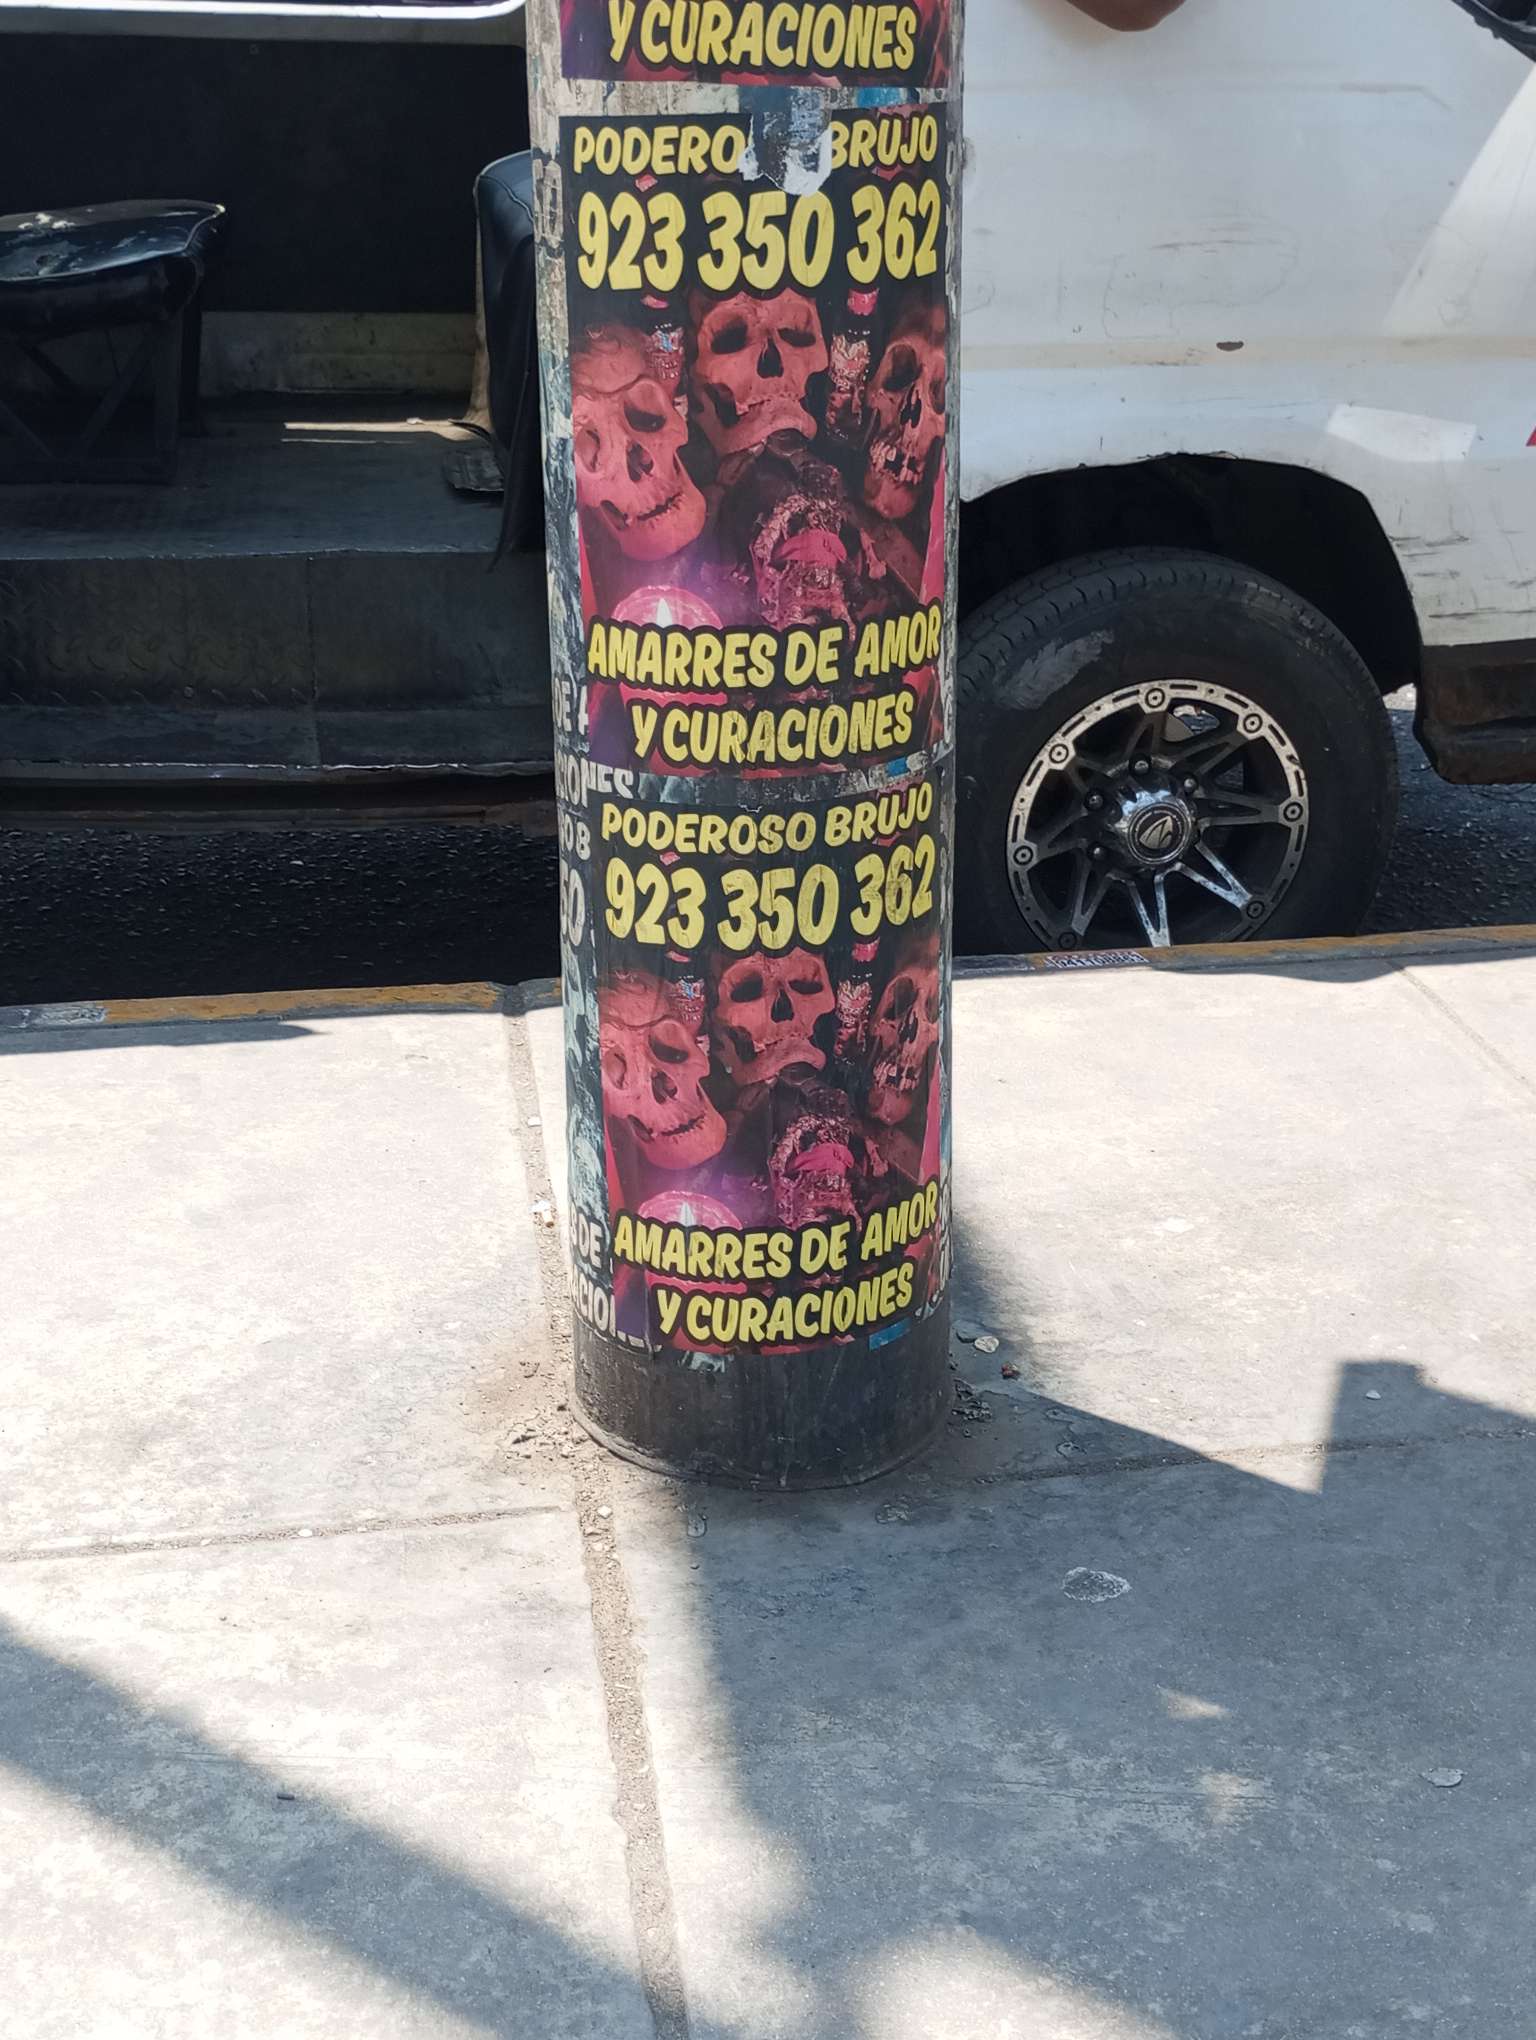 Y CURACIONES
PODERO BRUJO
923 350 362
AMARRES DE AMOR
Y CURACIONES
PODEROSO BRUJO
923 350 362
AMARRES DE AMOR
Y CURACIONES